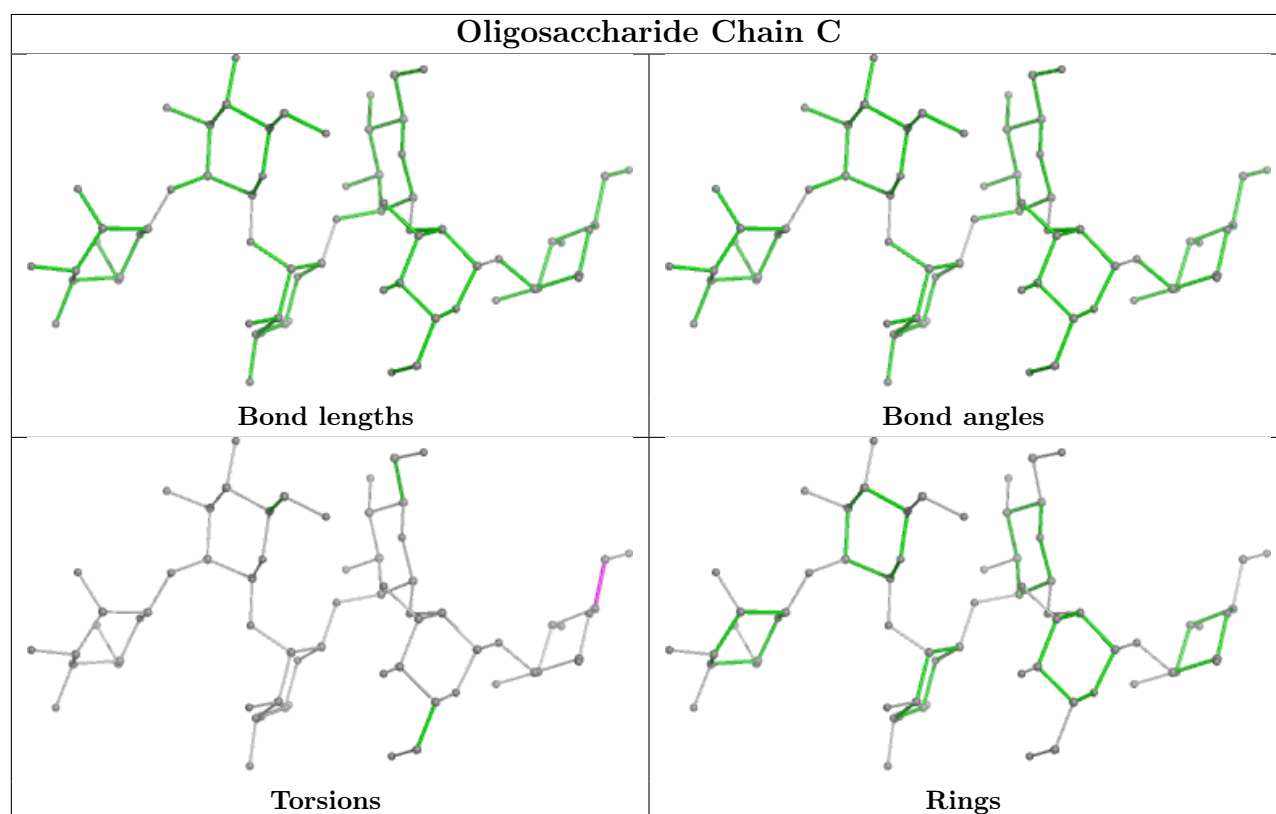 Oligosaccharide Chain C
Bond lengths
Bond angles
Torsions
Rings